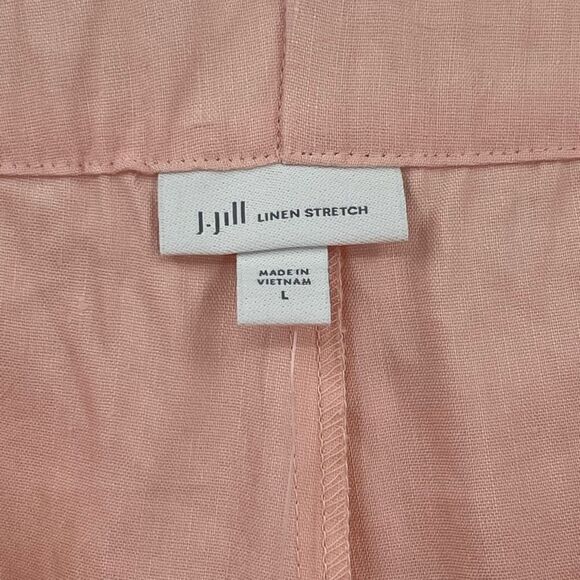 J.Jill LINEN STRETCH
MADE IN
VIETNAM
L